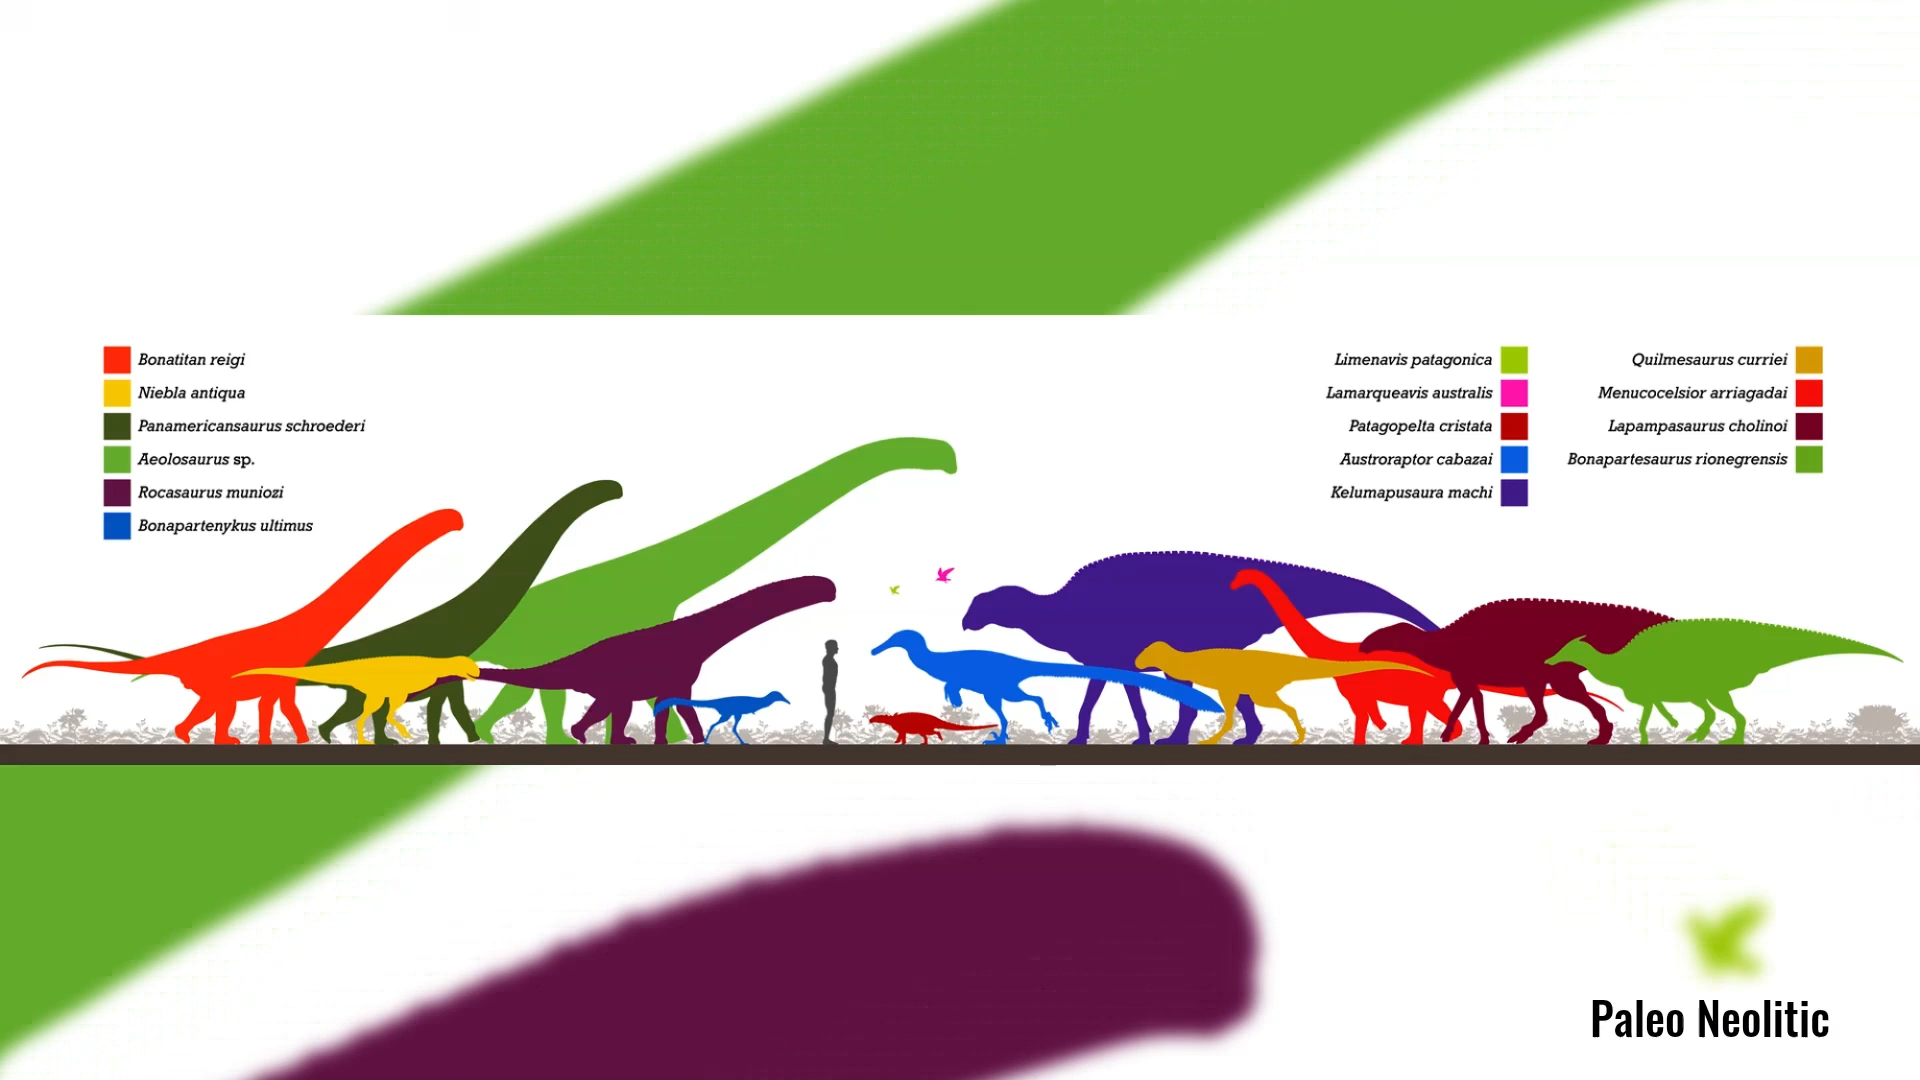 Bonatitan reigi
Niebla antiqua
Panamericansaurus schroederi
Aeolosaurus sp.
Rocasaurus muniozi
Bonapartenykus ultimus
Limenavis patagonica
Lamarqueavis australis
Patagopelta cristata
Austroraptor cabazai
Kelumapusaura machi
Quilmesaurus curriei
Menucocelsior arriagadai
Lapampasaurus cholinoi
Bonapartesaurus rionegrensis
Paleo Neolitic